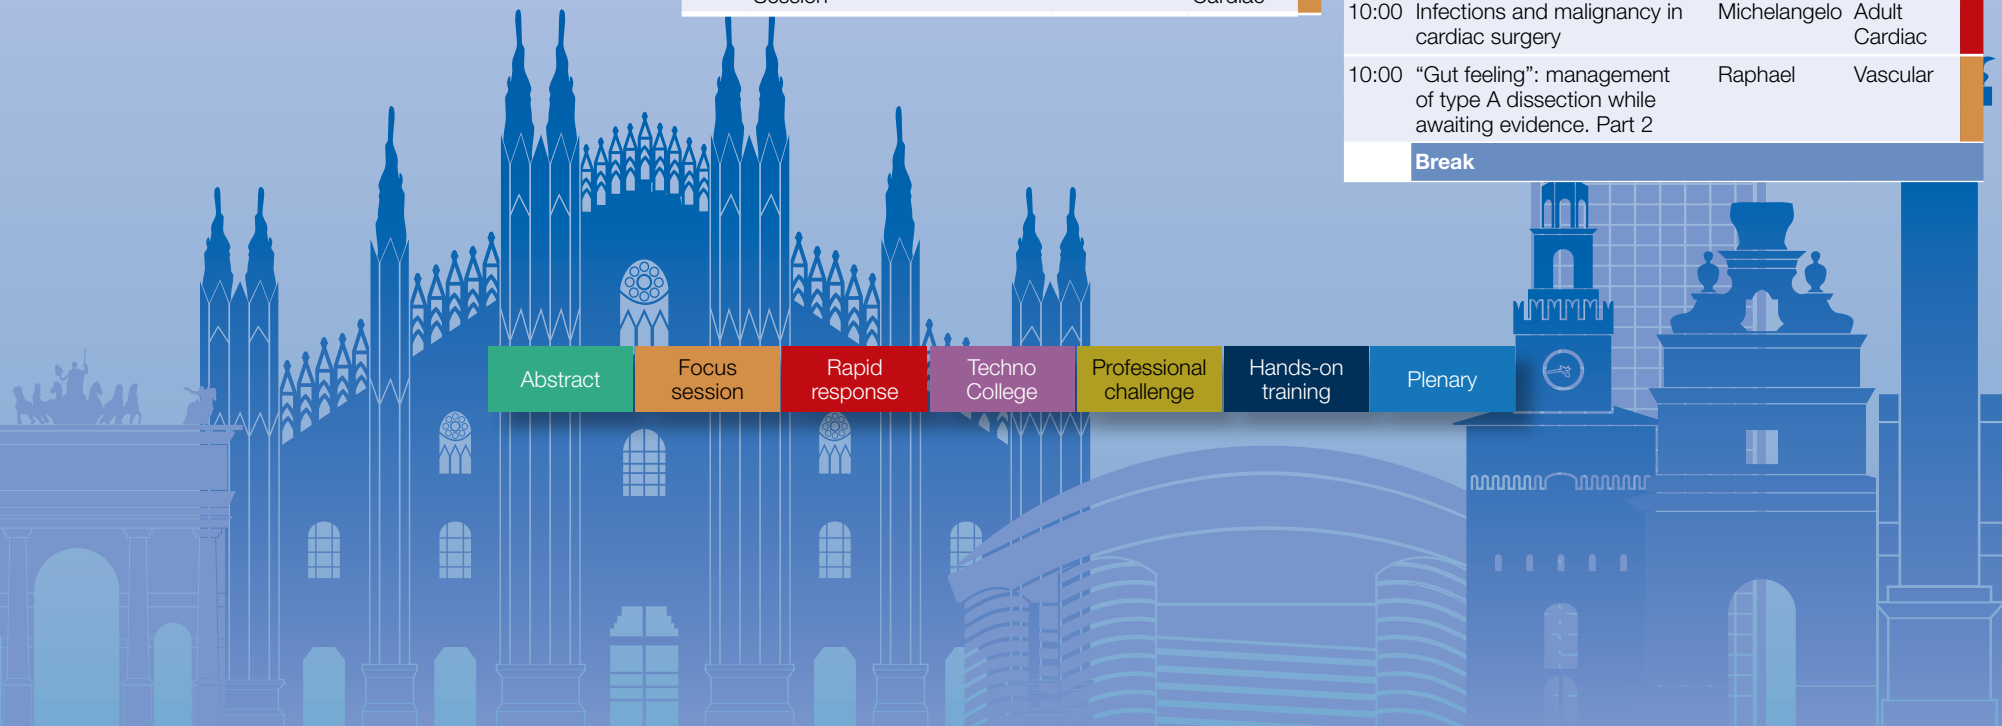 Session Cardiac
10:00 Infections and malignancy in Michelangelo Adult
cardiac surgery Cardiac
10:00 “Gut feeling”: management Raphael Vascular
of type A dissection while
awaiting evidence. Part 2
Break
Abstract
Focus
session
Rapid
response
Techno
College
Professional
challenge
Hands-on
training
Plenary